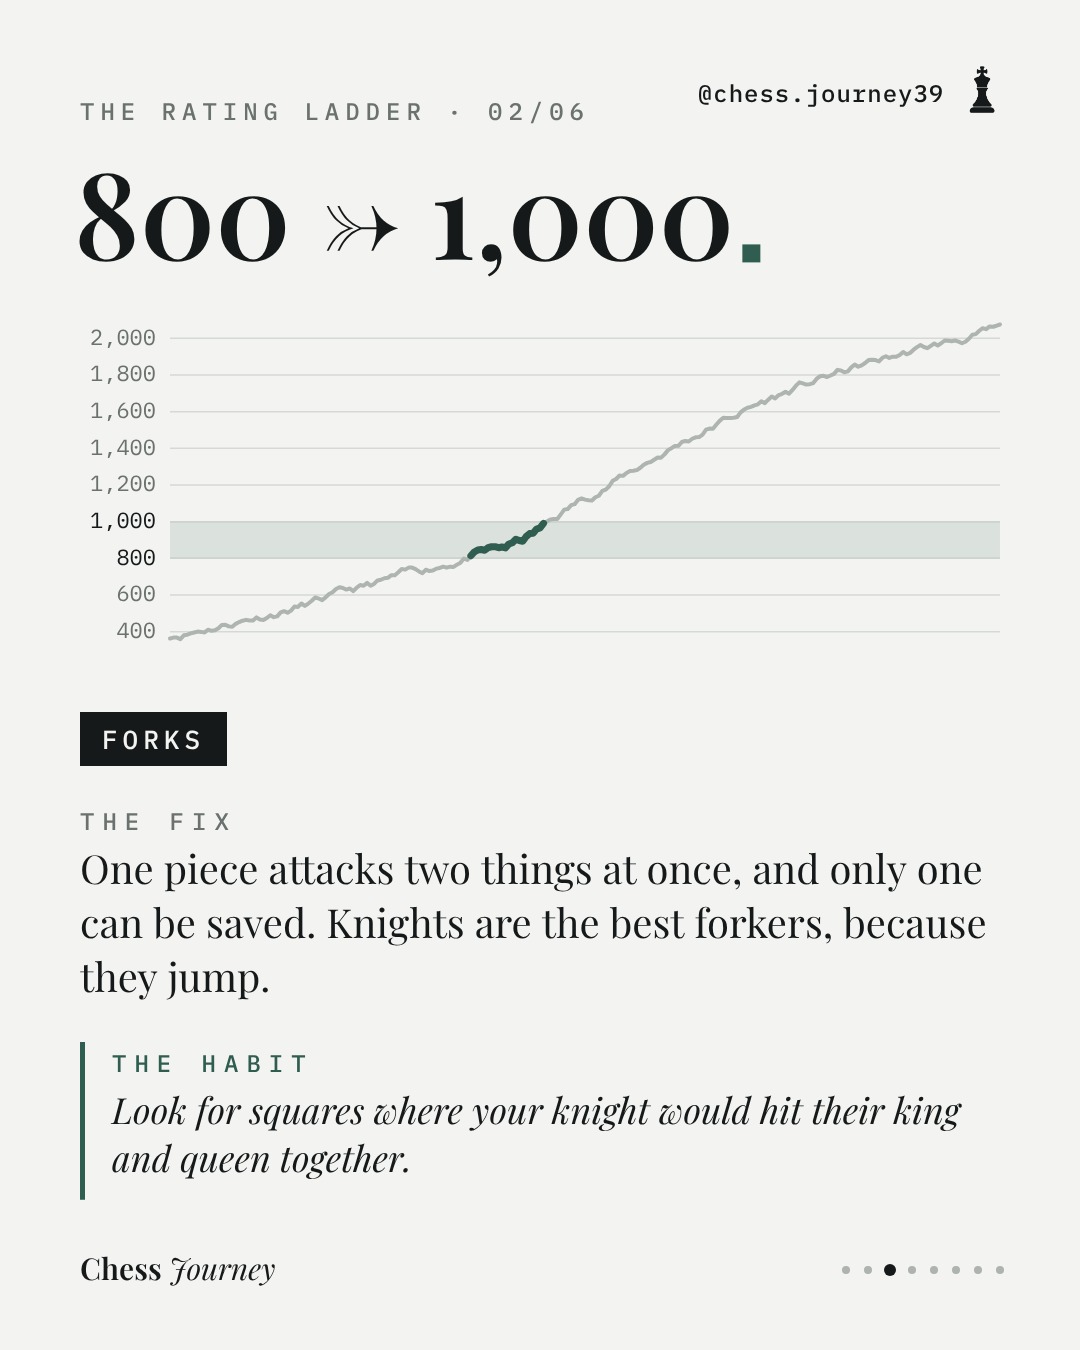 THE RATING LADDER · 02/06
@chess.journey39
800 ➳ 1,000.
2,000
1,800
1,600
1,400
1,200
1,000
800
600
400
FORKS
THE FIX
One piece attacks two things at once, and only one
can be saved. Knights are the best forkers, because
they jump.
THE HABIT
Look for squares where your knight would hit their king
and queen together.
Chess Journey